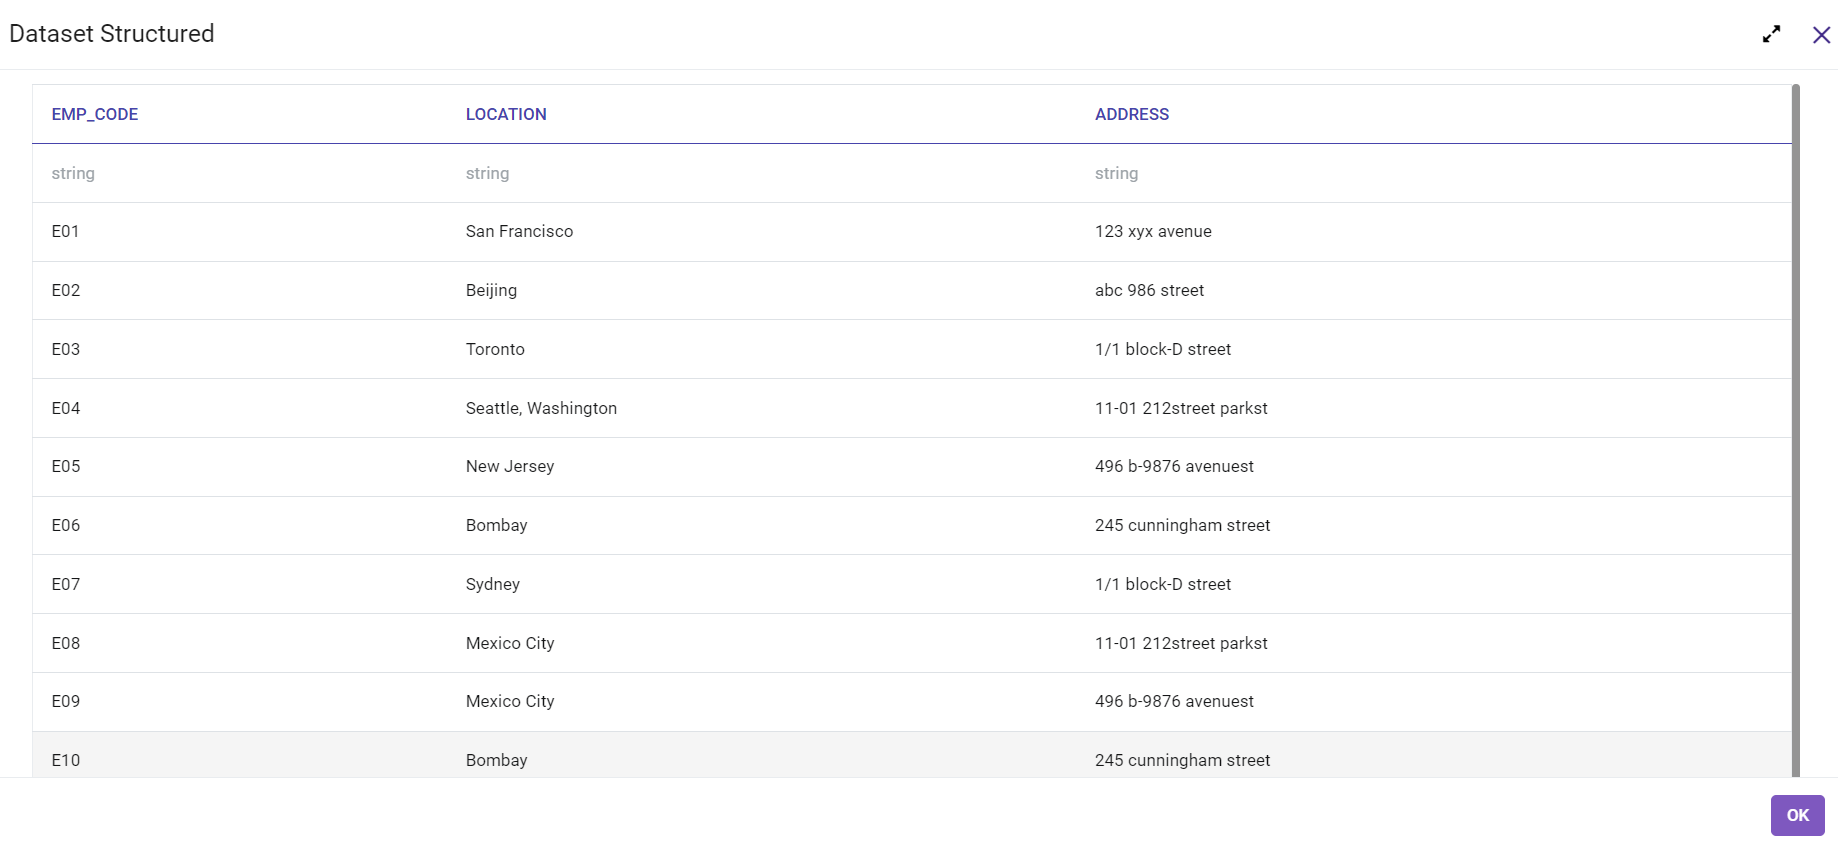 Dataset Structured
EMP_CODE LOCATION ADDRESS
string string string
E01 San Francisco 123 xyx avenue
E02 Beijing abc 986 street
E03 Toronto 1/1 block-D street
E04 Seattle, Washington 11-01 212street parkst
E05 New Jersey 496 b-9876 avenuest
E06 Bombay 245 cunningham street
E07 Sydney 1/1 block-D street
E08 Mexico City 11-01 212street parkst
E09 Mexico City 496 b-9876 avenuest
E10 Bombay 245 cunningham street
OK